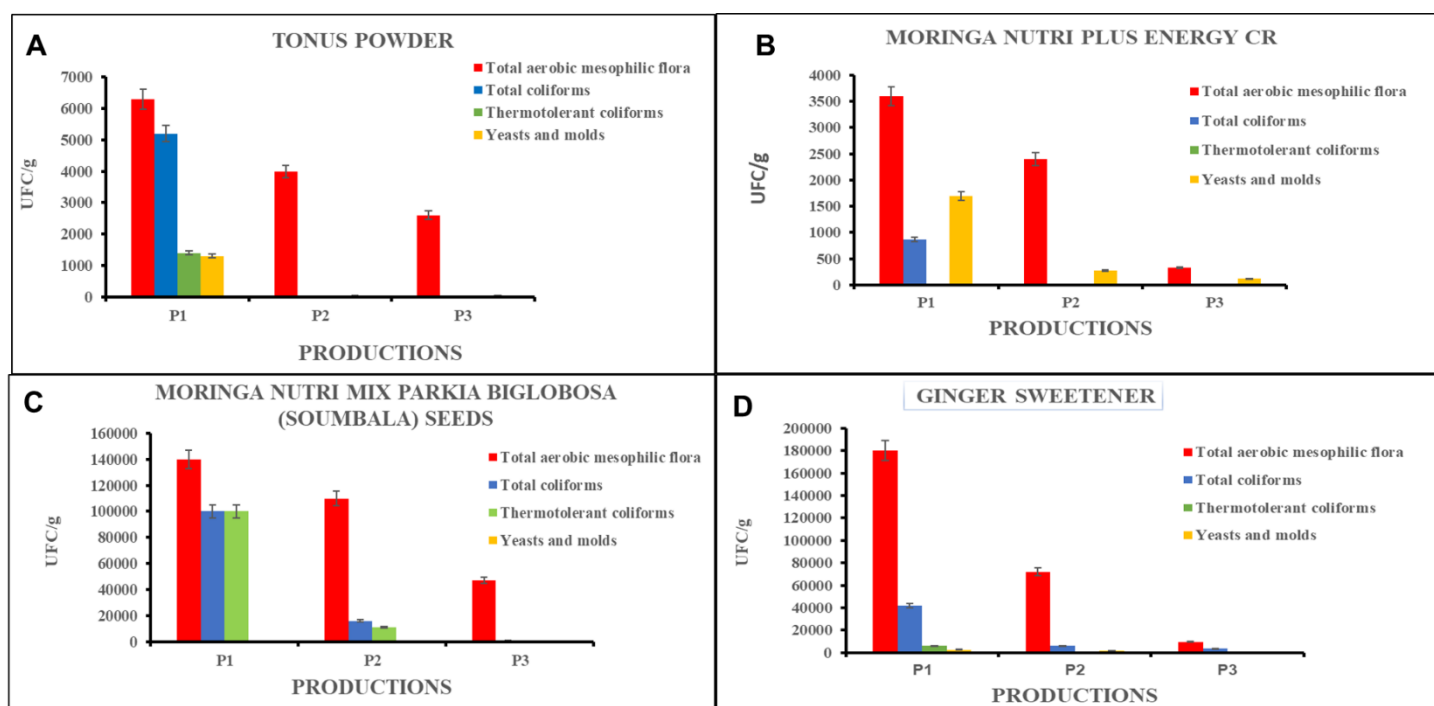 A
TONUS POWDER
Total aerobic mesophilic flora
Total coliforms
Thermotolerant coliforms
Yeasts and molds
7000
6000
5000
4000
3000
2000
1000
0
UFC/g
P1
P2
P3
PRODUCTIONS
B
MORINGA NUTRI PLUS ENERGY CR
Total aerobic mesophilic flora
Total coliforms
Thermotolerant coliforms
Yeasts and molds
4000
3500
3000
2500
2000
1500
1000
500
0
UFC/g
P1
P2
P3
PRODUCTIONS
C
MORINGA NUTRI MIX PARKIA BIGLOBOSA
(SOUMBALA) SEEDS
Total aerobic mesophilic flora
Total coliforms
Thermotolerant coliforms
Yeasts and molds
160000
140000
120000
100000
80000
60000
40000
20000
0
UFC/g
P1
P2
P3
PRODUCTIONS
D
GINGER SWEETENER
Total aerobic mesophilic flora
Total coliforms
Thermotolerant coliforms
Yeasts and molds
200000
180000
160000
140000
120000
100000
80000
60000
40000
20000
0
UFC/g
P1
P2
P3
PRODUCTIONS